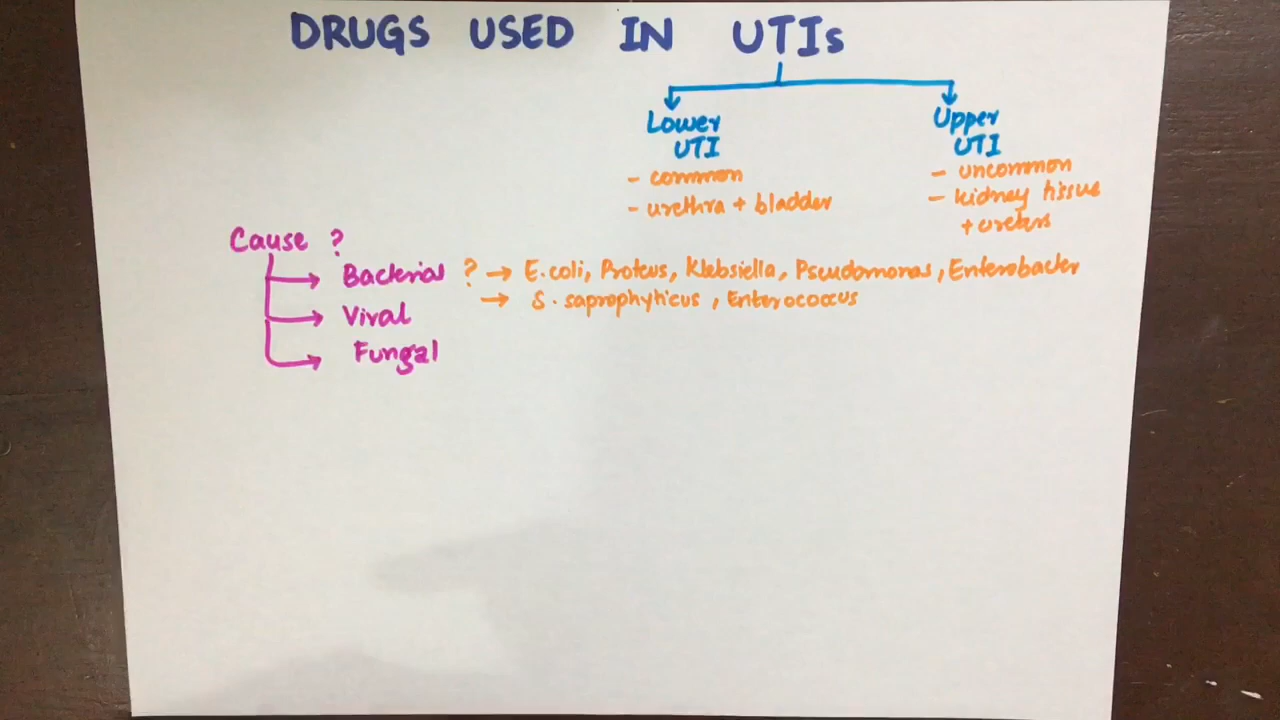 DRUGS USED IN UTIs
Lower UTI
- common
- urethra + bladder
Upper UTI
- uncommon
- kidney tissue
+ ureters
Cause ?
Bacterial ? → E.coli, Proteus, Klebsiella, Pseudomonas, Enterobacter
→ S. saprophyticus, Enterococcus
Viral
Fungal